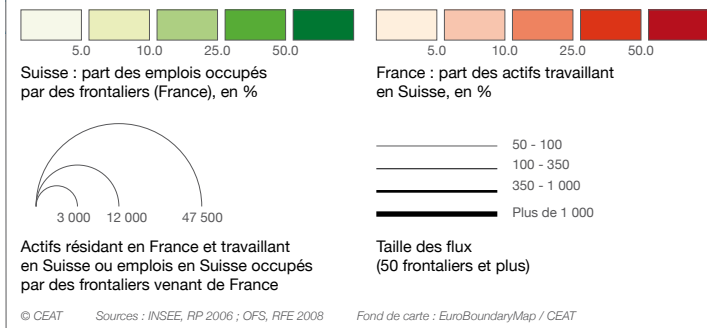 5.0 10.0 25.0 50.0
Suisse : part des emplois occupés
par des frontaliers (France), en %
5.0 10.0 25.0 50.0
France : part des actifs travaillant
en Suisse, en %
3 000 12 000 47 500
Actifs résidant en France et travaillant
en Suisse ou emplois en Suisse occupés
par des frontaliers venant de France
50 - 100
100 - 350
350 - 1 000
Plus de 1 000
Taille des flux
(50 frontaliers et plus)
© CEAT Sources : INSEE, RP 2006 ; OFS, RFE 2008 Fond de carte : EuroBoundaryMap / CEAT